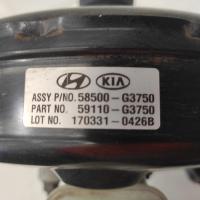 KIA
ASSY P/NO. 58500-G3750
PART NO. 59110-G3750
LOT NO. 170331-0426B